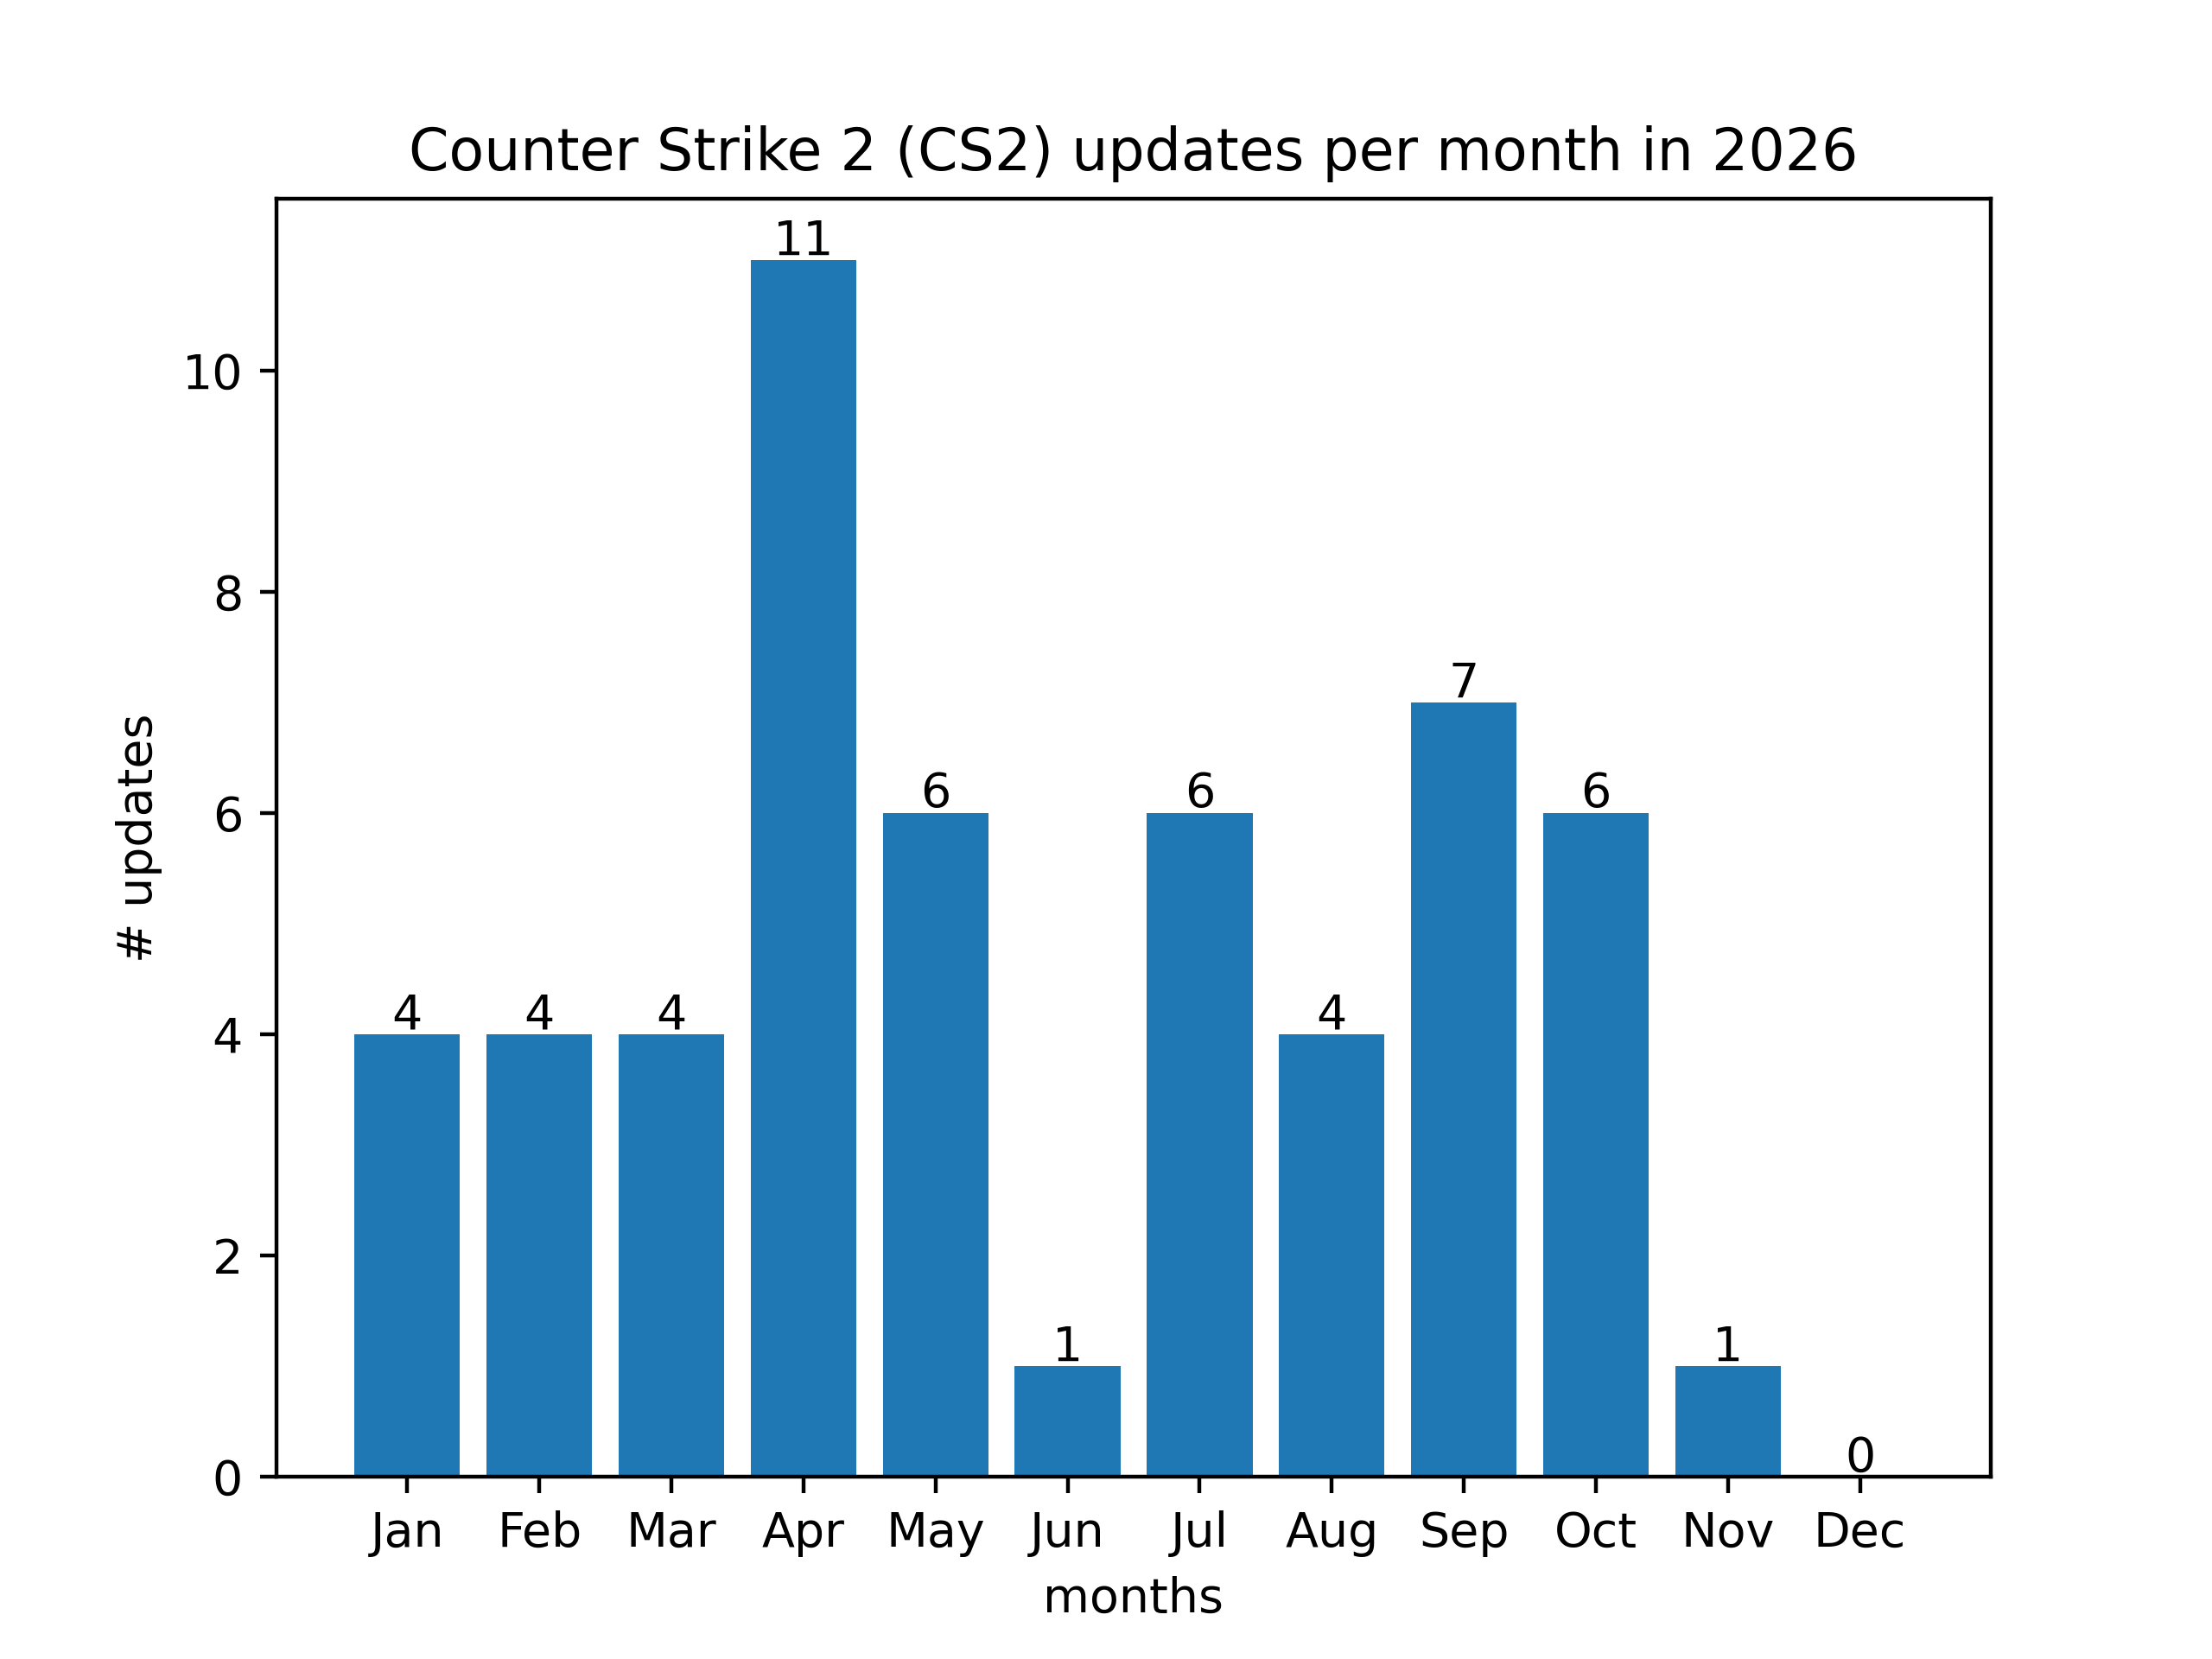 Counter Strike 2 (CS2) updates per month in 2026
11
10
8
7
6 6 6
6
# updates
4 4 4 4
4
2
1 1
0
0
Jan Feb Mar Apr May Jun Jul Aug Sep Oct Nov Dec
months